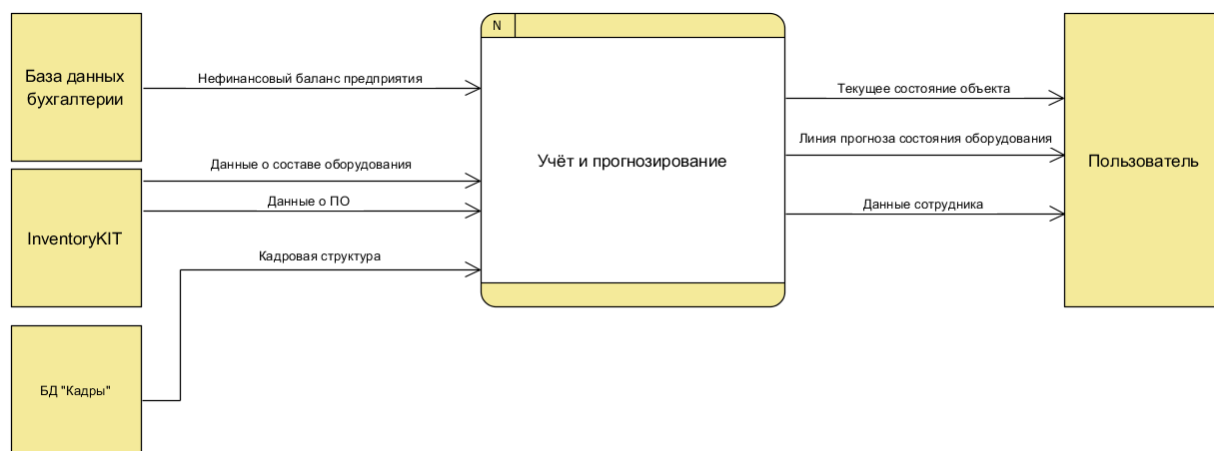 База данных
бухгалтерии
Нефинансовый баланс предприятия
InventoryKIT
Данные о составе оборудования
Данные о ПО
БД "Кадры"
Кадровая структура
N
Учёт и прогнозирование
Текущее состояние объекта
Линия прогноза состояния оборудования
Данные сотрудника
Пользователь